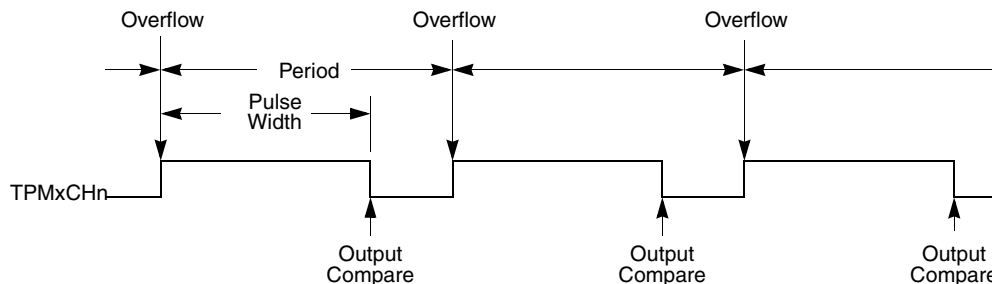 Overflow Overflow Overflow
Period
Pulse
Width
TPMxCHn
Output Output Output
Compare Compare Compare